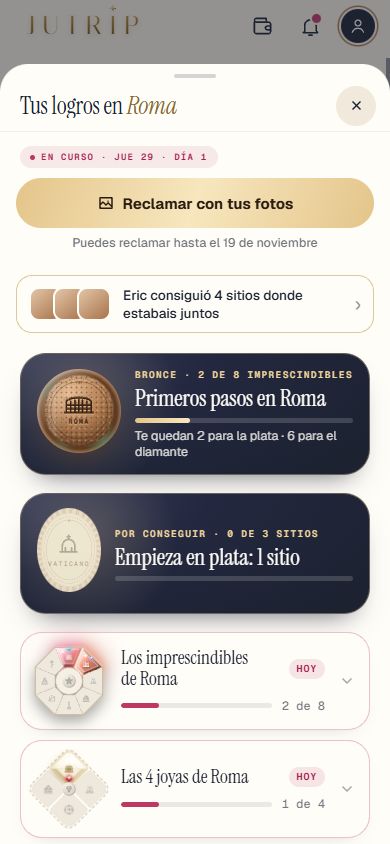 JUTRIP
Tus logros en Roma
EN CURSO · JUE 29 · DÍA 1
Reclamar con tus fotos
Puedes reclamar hasta el 19 de noviembre
Eric consiguió 4 sitios donde
estabais juntos
BRONCE · 2 DE 8 IMPRESCINDIBLES
Primeros pasos en Roma
Te quedan 2 para la plata · 6 para el
diamante
ROMA
POR CONSEGUIR · 0 DE 3 SITIOS
Empieza en plata: 1 sitio
VATICANO
Los imprescindibles
de Roma
HOY
2 de 8
Las 4 joyas de Roma
HOY
1 de 4